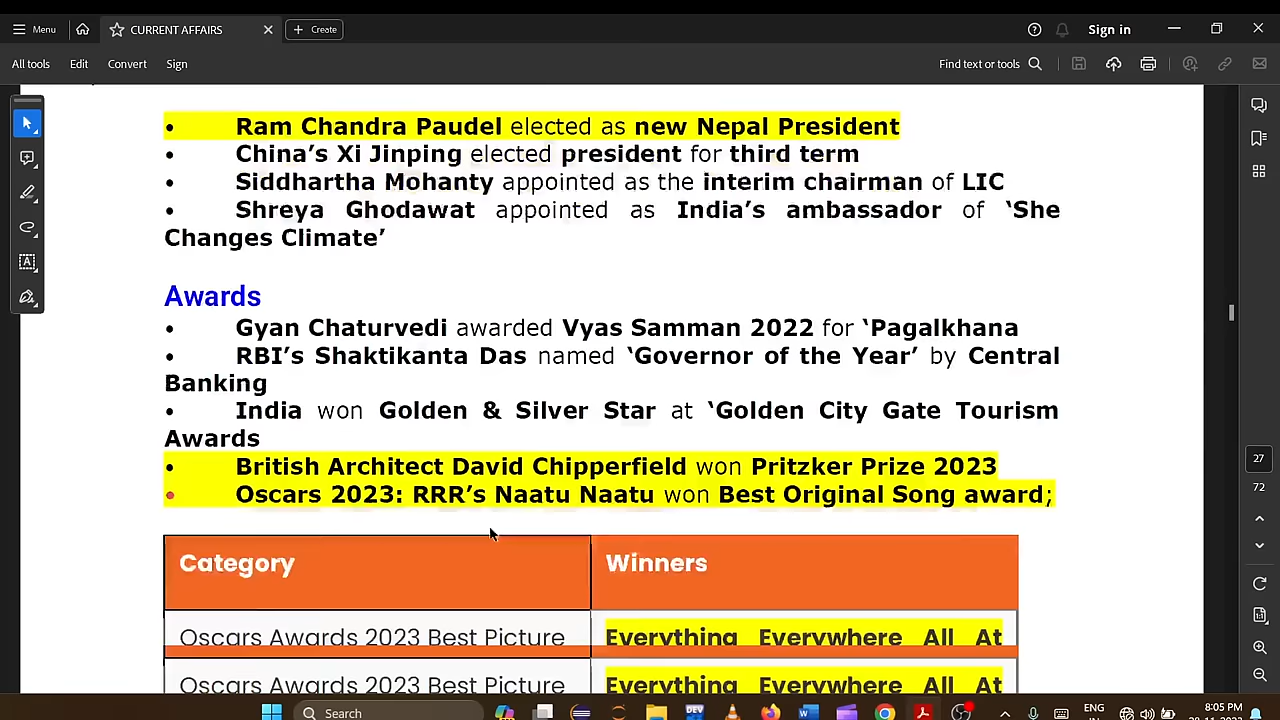 Menu
CURRENT AFFAIRS
Create
Sign in
All tools Edit Convert Sign
Find text or tools
• Ram Chandra Paudel elected as new Nepal President
• China’s Xi Jinping elected president for third term
• Siddhartha Mohanty appointed as the interim chairman of LIC
• Shreya Ghodawat appointed as India’s ambassador of ‘She
Changes Climate’
Awards
• Gyan Chaturvedi awarded Vyas Samman 2022 for ‘Pagalkhana
• RBI’s Shaktikanta Das named ‘Governor of the Year’ by Central
Banking
• India won Golden & Silver Star at ‘Golden City Gate Tourism
Awards
• British Architect David Chipperfield won Pritzker Prize 2023
• Oscars 2023: RRR’s Naatu Naatu won Best Original Song award;
Category Winners
Oscars Awards 2023 Best Picture Everything Everywhere All At
Oscars Awards 2023 Best Picture Everything Everywhere All At
27
72
Search
DEV
ENG
IN
8:05 PM